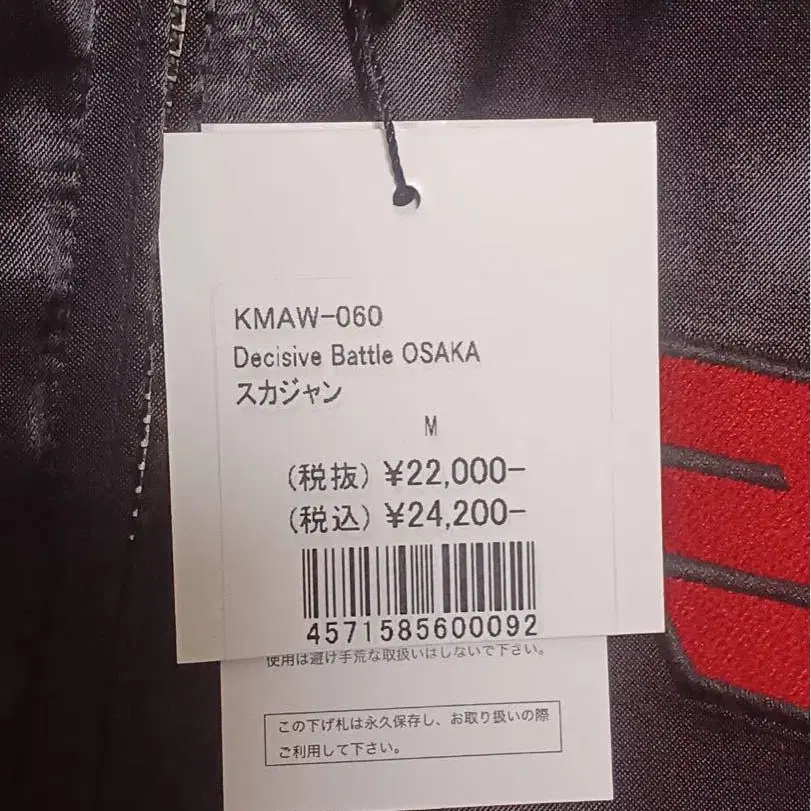 KMAW-060
Decisive Battle OSAKA
スカジャン
M
(税抜) ¥22,000-
(税込) ¥24,200-
4571585600092
使用は避け手荒な取扱いはしないで下さい。
この下げ札は永久保存し、お取り扱いの際
ご利用して下さい。